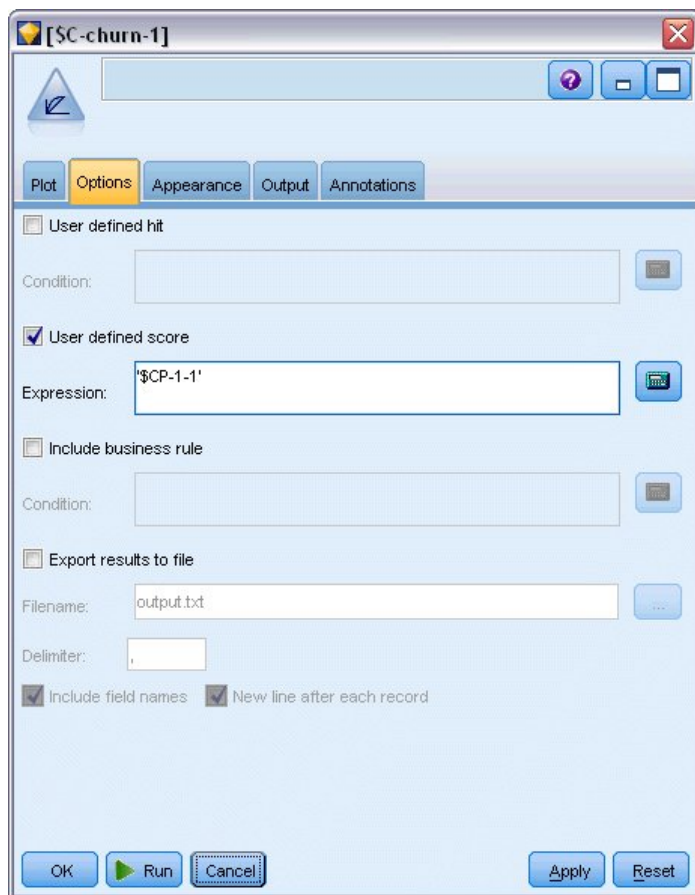 [$C-churn-1]
Plot Options Appearance Output Annotations
User defined hit
Condition:
User defined score
Expression: '$CP-1-1'
Include business rule
Condition:
Export results to file
Filename: output.txt ...
Delimiter: ,
Include field names New line after each record
OK Run Cancel Apply Reset